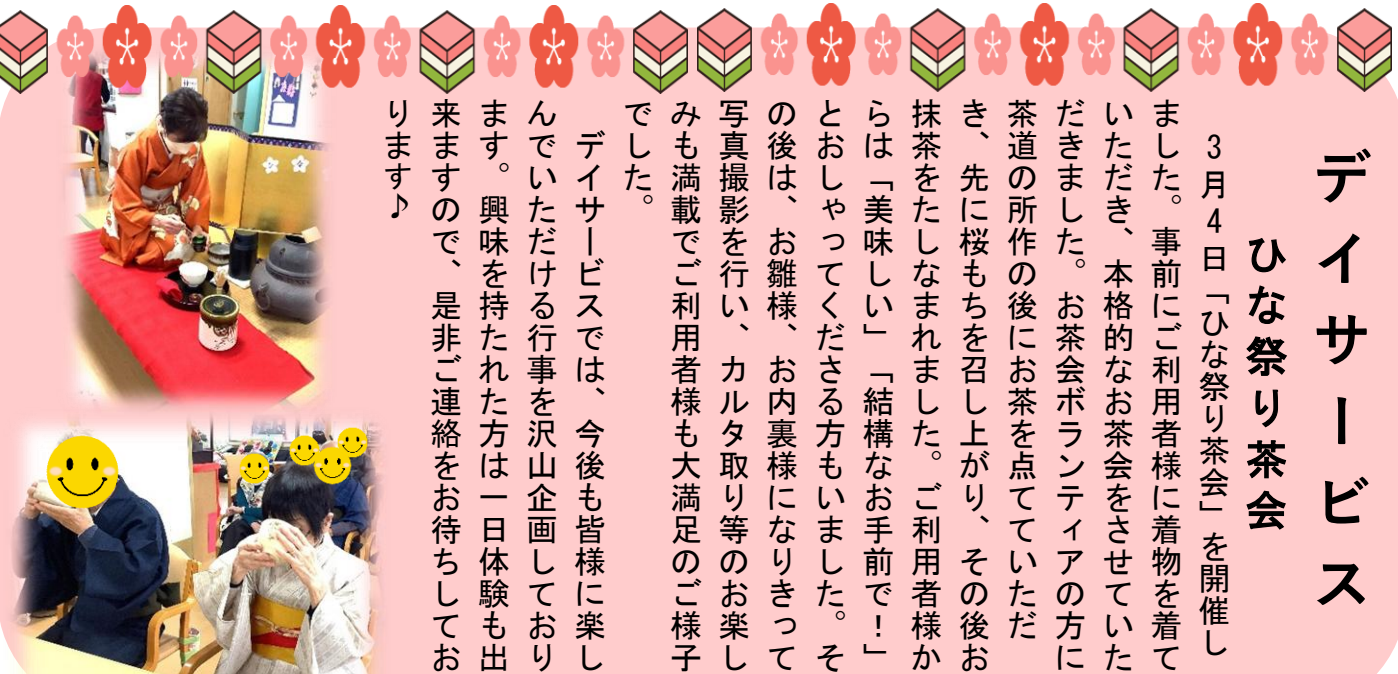 デイサービス
ひな祭り茶会
3月4日「ひな祭り茶会」を開催し
ました。事前にご利用者様に着物を着て
いただき、本格的なお茶会をさせていた
だきました。お茶会ボランティアの方に
茶道の所作の後にお茶を点てていただ
き、先に桜もちを召し上がり、その後お
抹茶をたしなまれました。ご利用者様か
らは「美味しい」「結構なお手前で！」
とおしゃってくださる方もいました。そ
の後は、お雛様、お内裏様になりきって
写真撮影を行い、カルタ取り等のお楽し
みも満載でご利用者様も大満足のご様子
でした。
デイサービスでは、今後も皆様に楽し
んでいただける行事を沢山企画しており
ます。興味を持たれた方は一日体験も出
来ますので、是非ご連絡をお待ちしてお
ります♪